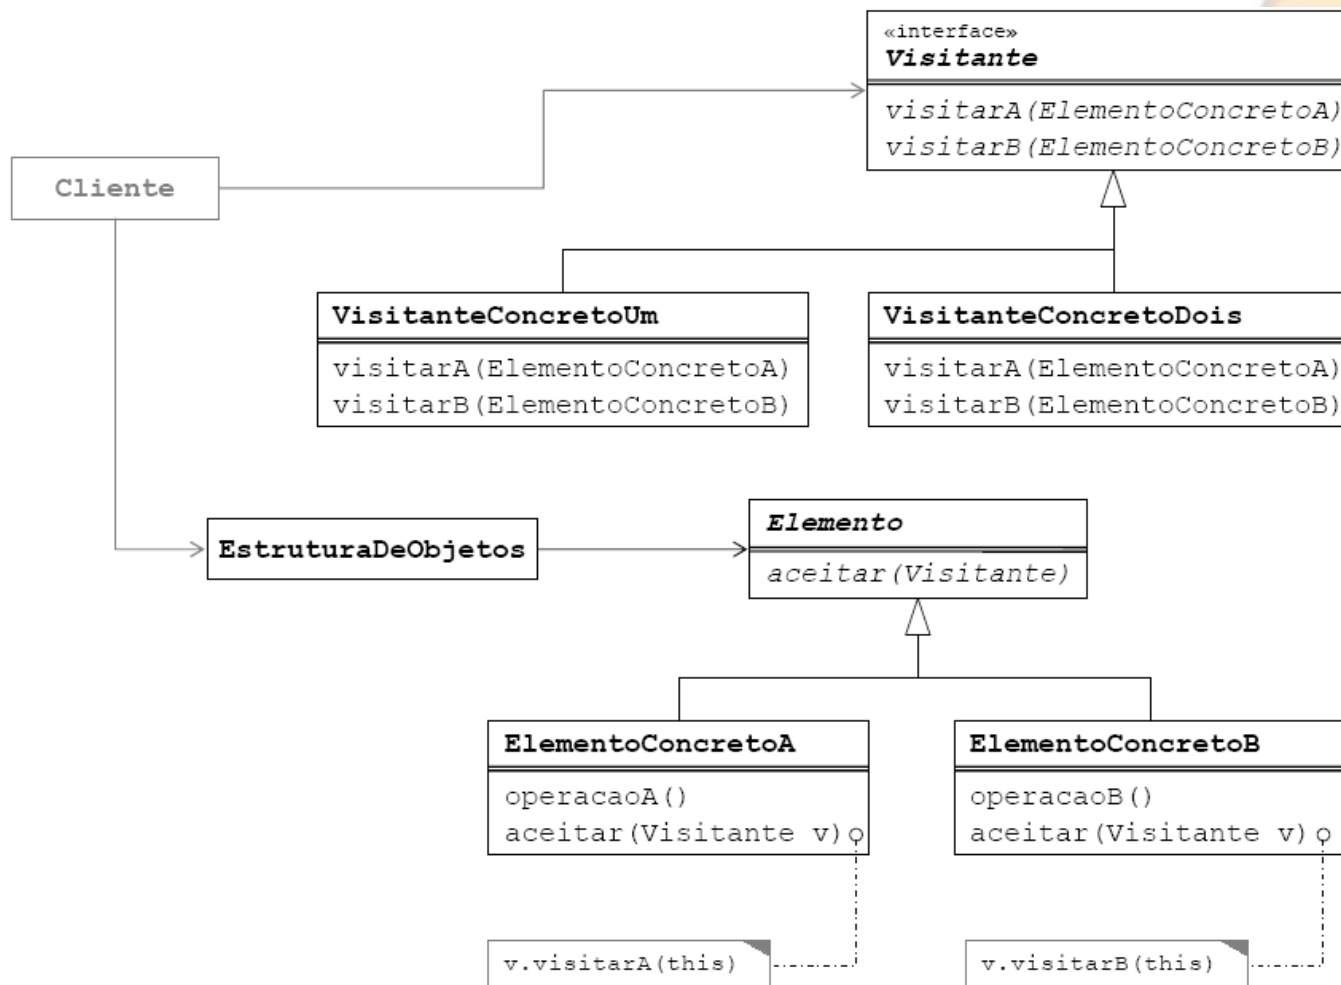 «interface»
Visitante
visitarA(ElementoConcretoA)
visitarB(ElementoConcretoB)
Cliente
VisitanteConcretoUm
visitarA(ElementoConcretoA)
visitarB(ElementoConcretoB)
VisitanteConcretoDois
visitarA(ElementoConcretoA)
visitarB(ElementoConcretoB)
EstruturaDeObjetos
Elemento
aceitar(Visitante)
ElementoConcretoA
operacaoA()
aceitar(Visitante v)
ElementoConcretoB
operacaoB()
aceitar(Visitante v)
v.visitarA(this)
v.visitarB(this)